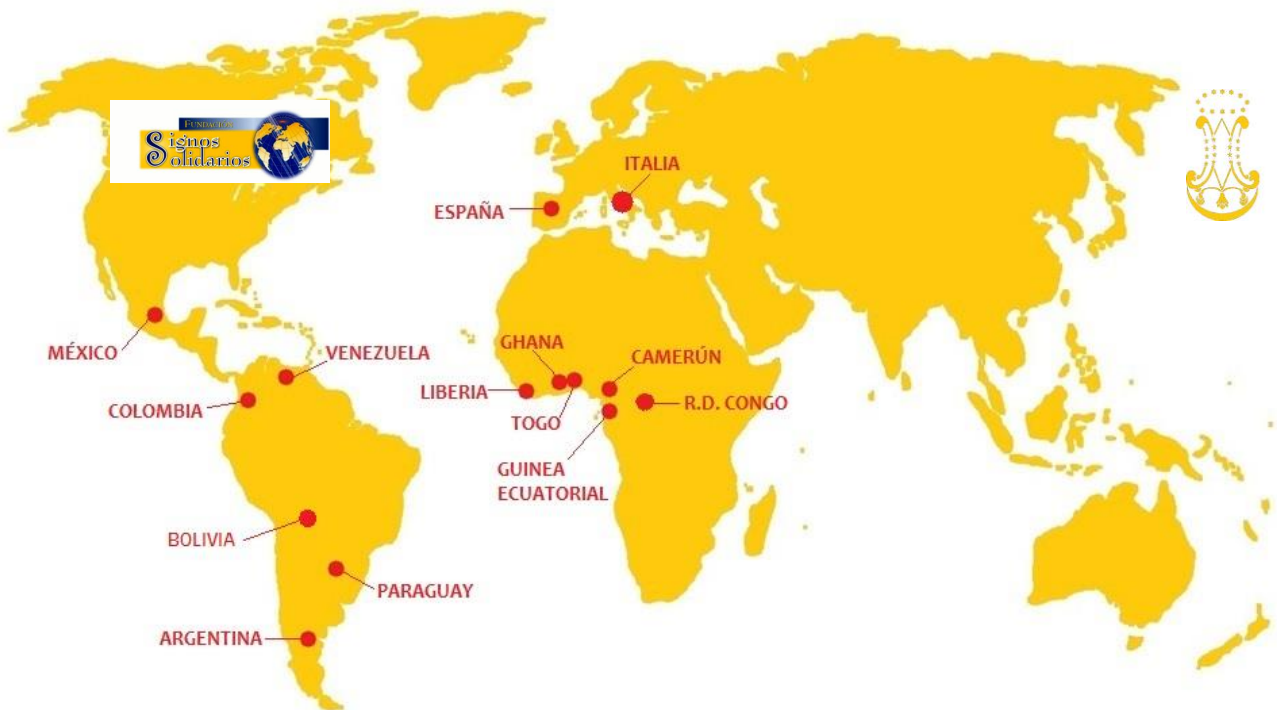 FUNDACIÓN
Signos
Solidarios
ITALIA
ESPAÑA
MÉXICO
VENEZUELA
COLOMBIA
GHANA
CAMERÚN
LIBERIA
R.D. CONGO
TOGO
GUINEA
ECUATORIAL
BOLIVIA
PARAGUAY
ARGENTINA